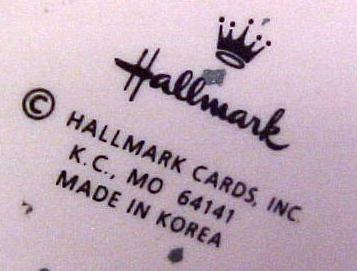 Hallmark
© HALLMARK CARDS, INC.
K.C., MO 64141
MADE IN KOREA